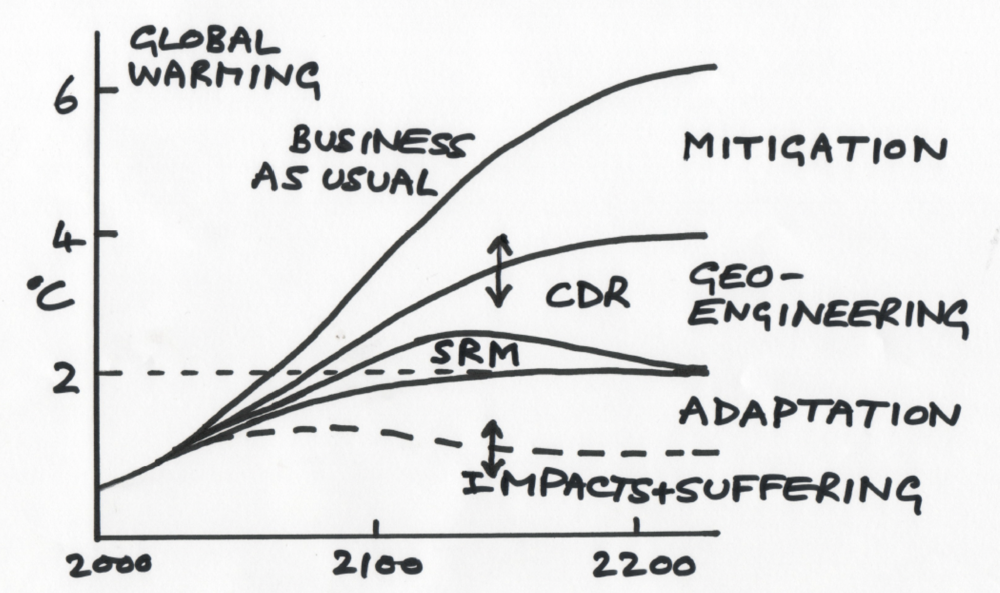 GLOBAL
WARMING
6
BUSINESS
AS USUAL
MITIGATION
4
°C
CDR
GEO-
ENGINEERING
SRM
2
ADAPTATION
IMPACTS+SUFFERING
2000 2100 2200